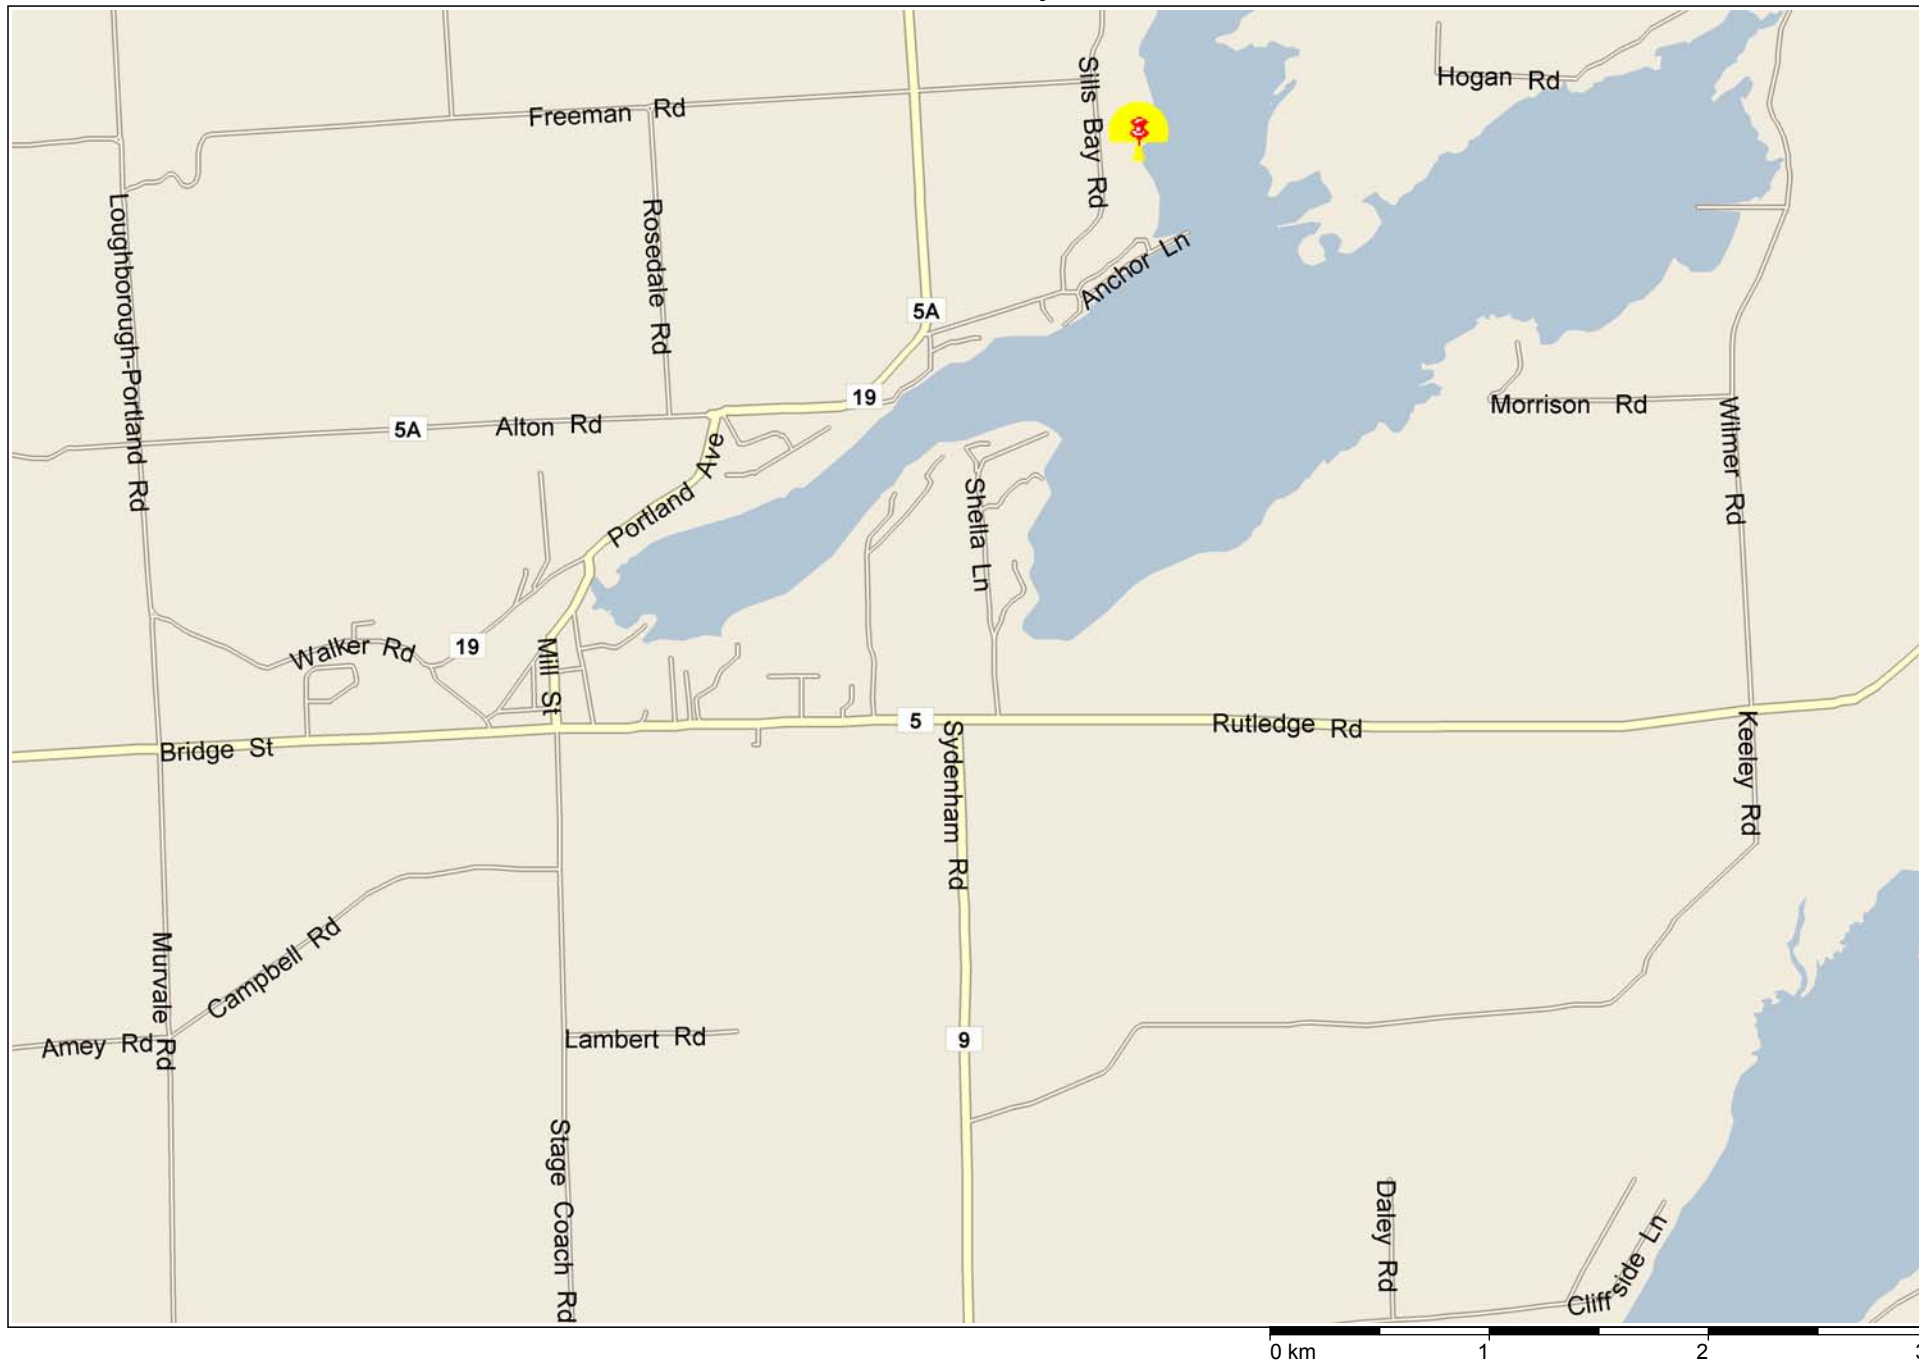 Hogan Rd
Sills Bay Rd
Freeman Rd
Loughborough-Portland Rd
Rosedale Rd
Anchor Ln
5A
19
Morrison Rd
5A
Alton Rd
Wilmer Rd
Portland Ave
Shella Ln
Walker Rd
19
Mill St
5
Rutledge Rd
Bridge St
Sydenham Rd
Keeley Rd
Murvale Rd
Campbell Rd
Amey Rd
Lambert Rd
9
Stage Coach Rd
Daley Rd
Cliffside Ln
0 km 1 2 3